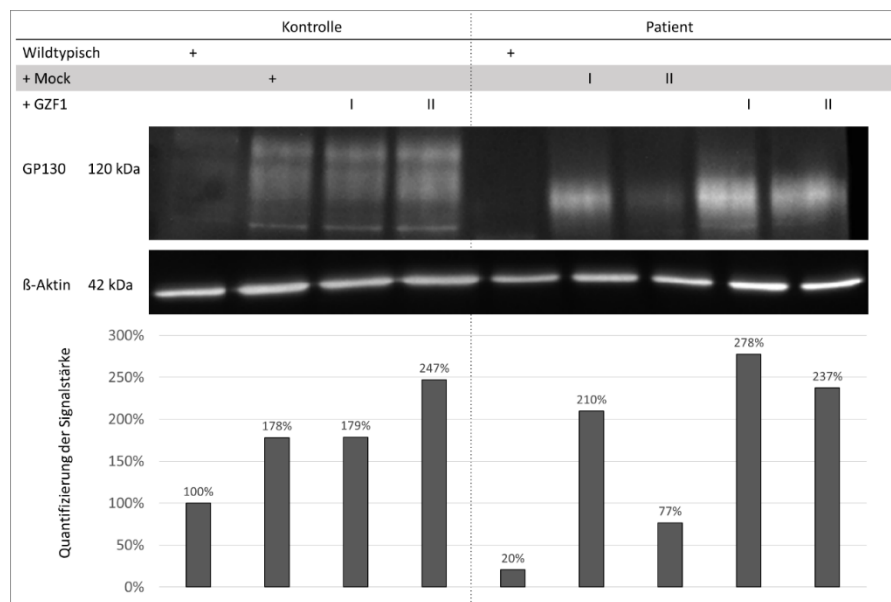 Kontrolle Patient
Wildtypisch + +
+ Mock + I II
+ GZF1 I II I II
GP130 120 kDa
ß-Aktin 42 kDa
Quantifizierung der Signalstärke
300%
250%
200%
150%
100%
50%
0%
100% 178% 179% 247% 20% 210% 77% 278% 237%